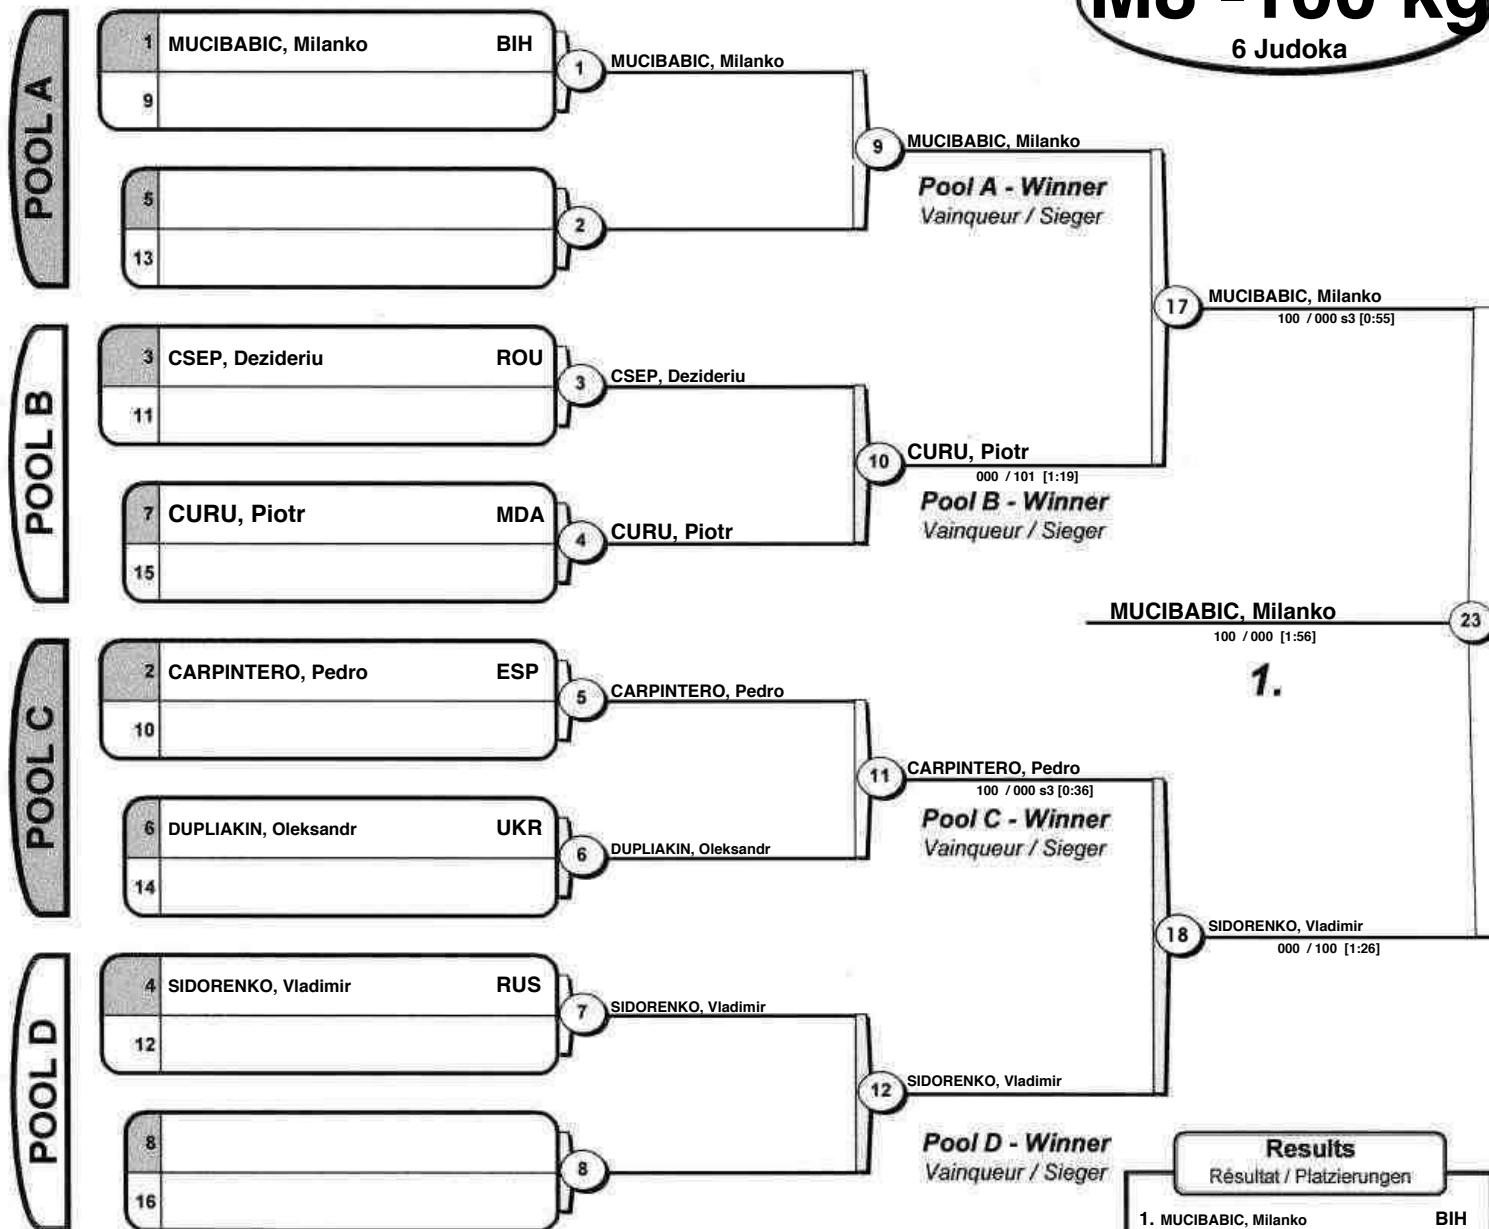 M8 -100 kg
6 Judoka
POOL A
1 MUCIBABIC, Milanko BIH
9
5
13
1 MUCIBABIC, Milanko
2
9 MUCIBABIC, Milanko
Pool A - Winner
Vainqueur / Sieger
POOL B
3 CSEP, Dezideriu ROU
11
7 CURU, Piotr MDA
15
3 CSEP, Dezideriu
4 CURU, Piotr
10 CURU, Piotr
000 / 101 [1:19]
Pool B - Winner
Vainqueur / Sieger
17 MUCIBABIC, Milanko
100 / 000 s3 [0:55]
MUCIBABIC, Milanko 23
100 / 000 [1:56]
1.
POOL C
2 CARPINTERO, Pedro ESP
10
6 DUPLIAKIN, Oleksandr UKR
14
5 CARPINTERO, Pedro
6 DUPLIAKIN, Oleksandr
11 CARPINTERO, Pedro
100 / 000 s3 [0:36]
Pool C - Winner
Vainqueur / Sieger
18 SIDORENKO, Vladimir
000 / 100 [1:26]
POOL D
4 SIDORENKO, Vladimir RUS
12
8
16
7 SIDORENKO, Vladimir
8
12 SIDORENKO, Vladimir
Pool D - Winner
Vainqueur / Sieger
Results
Résultat / Platzierungen
1. MUCIBABIC, Milanko BIH